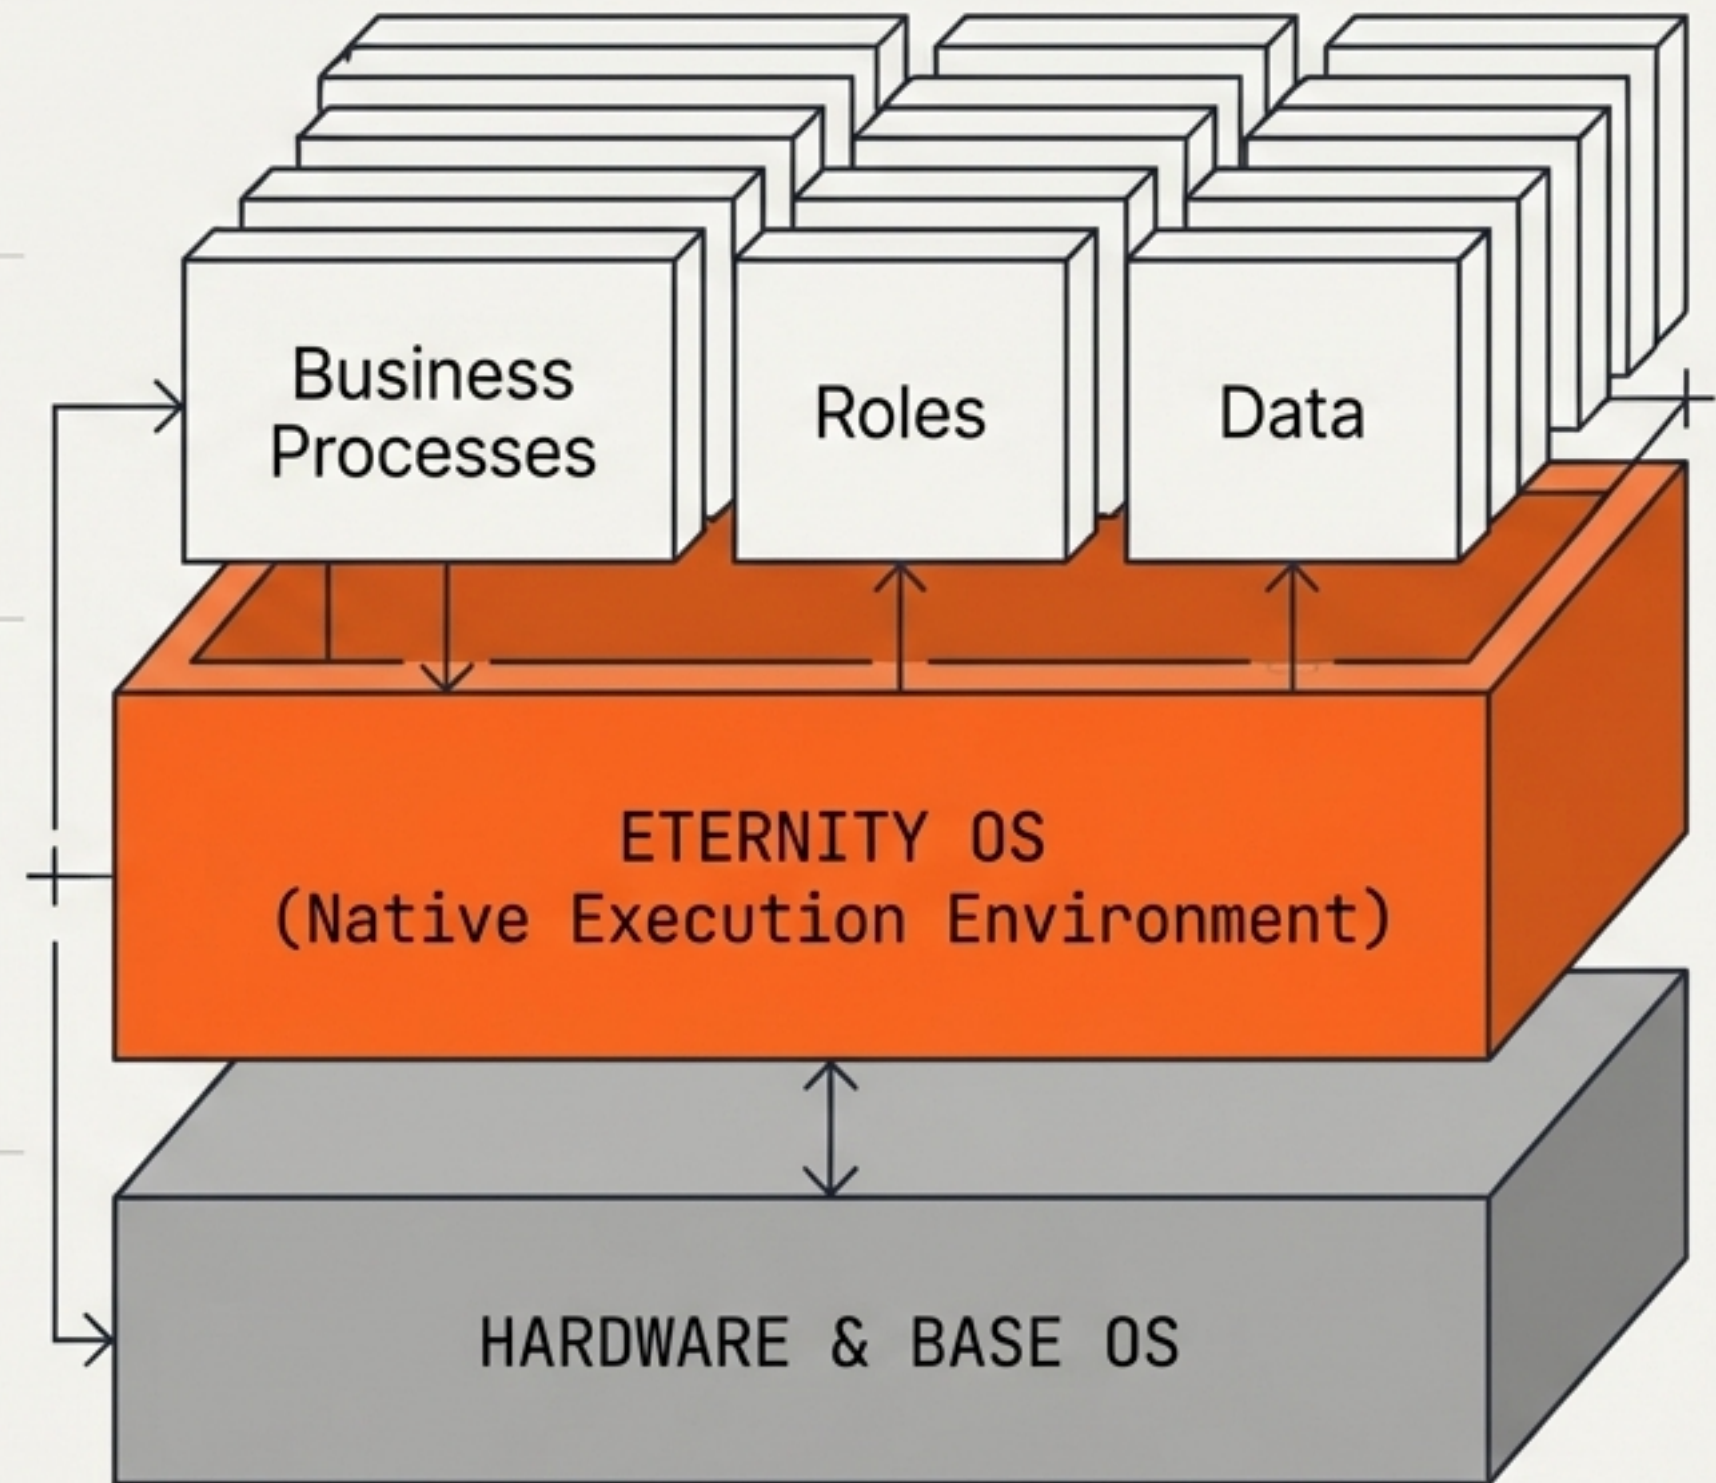 Business
Processes
Roles
Data
ETERNITY OS
(Native Execution Environment)
HARDWARE & BASE OS